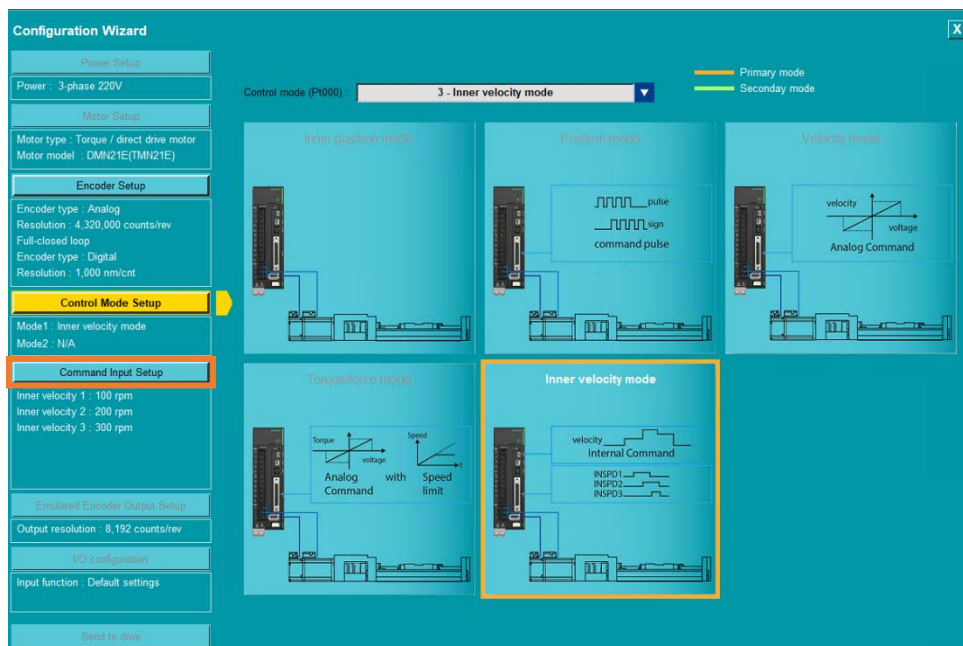 Configuration Wizard
X
Power Setup
Power : 3-phase 220V
Motor Setup
Motor type : Torque / direct drive motor
Motor model : DMN21E(TMN21E)
Encoder Setup
Encoder type : Analog
Resolution : 4,320,000 counts/rev
Full-closed loop
Encoder type : Digital
Resolution : 1,000 nm/cnt
Control Mode Setup
Mode1 : Inner velocity mode
Mode2 : N/A
Command Input Setup
Inner velocity 1 : 100 rpm
Inner velocity 2 : 200 rpm
Inner velocity 3 : 300 rpm
Emulated Encoder Output Setup
Output resolution : 8,192 counts/rev
I/O configuration
Input function : Default settings
Send to drive
Control mode (Pt000) :
3 - Inner velocity mode
Primary mode
Seconday mode
Inner position mode
Position mode
pulse
sign
command pulse
Velocity mode
velocity
voltage
Analog Command
Torque/force mode
Torque
voltage
Speed
t
Analog with Speed
Command limit
Inner velocity mode
velocity
Internal Command
INSPD1
INSPD2
INSPD3